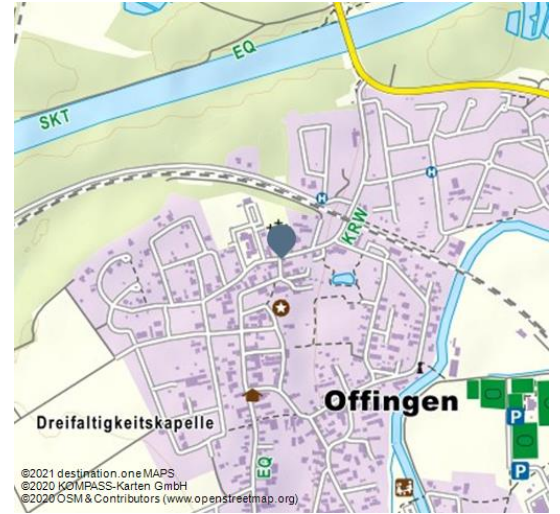 EQ
SKT
H
H
KRW
Offingen
Dreifaltigkeitskapelle
P
P
EQ
©2021 destination.one MAPS
©2020 KOMPASS-Karten GmbH
©2020 OSM & Contributors (www.openstreetmap.org)